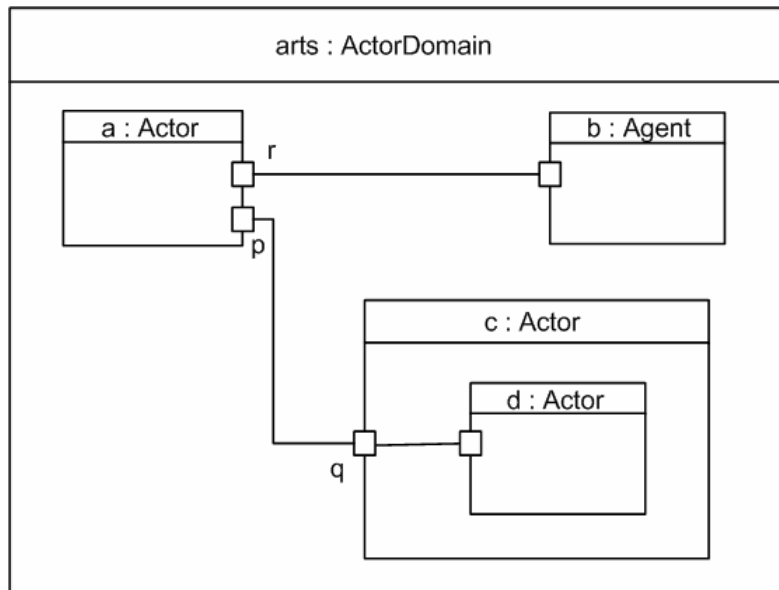 arts : ActorDomain
a : Actor
b : Agent
r
p
c : Actor
d : Actor
q